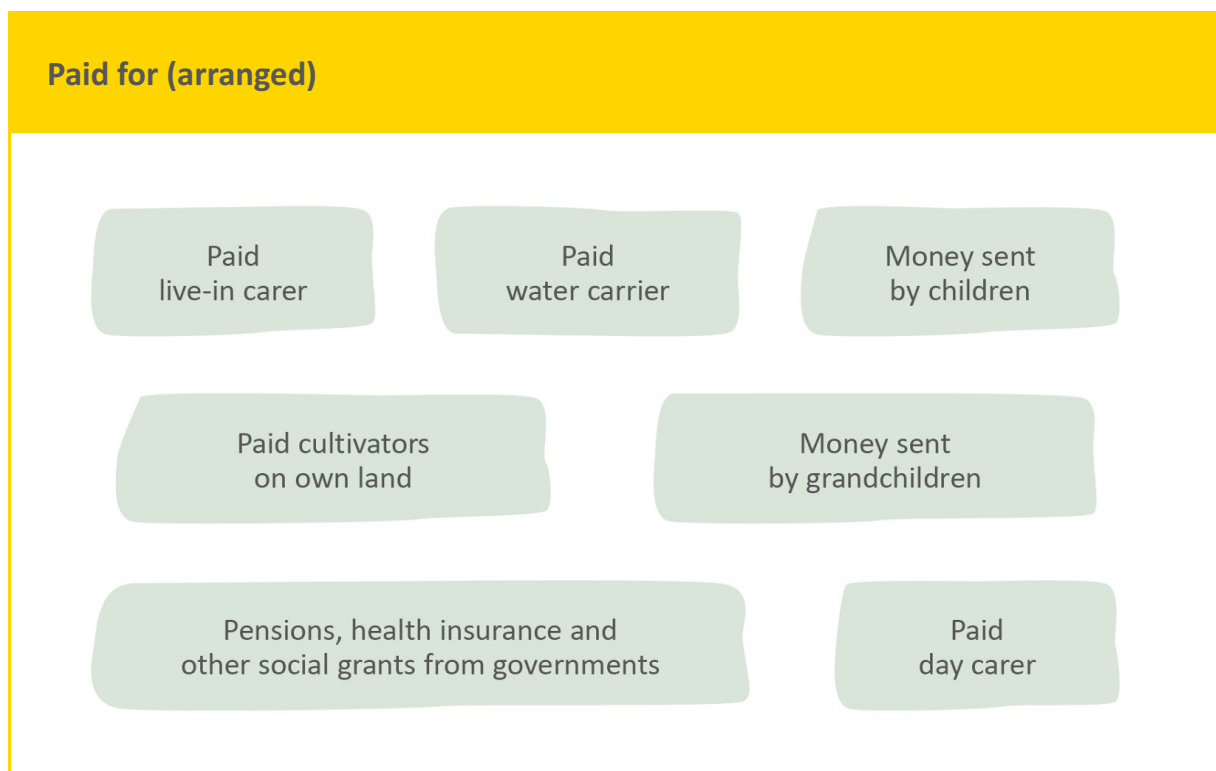 Paid for (arranged)
Paid
live-in carer
Paid
water carrier
Money sent
by children
Paid cultivators
on own land
Money sent
by grandchildren
Pensions, health insurance and
other social grants from governments
Paid
day carer